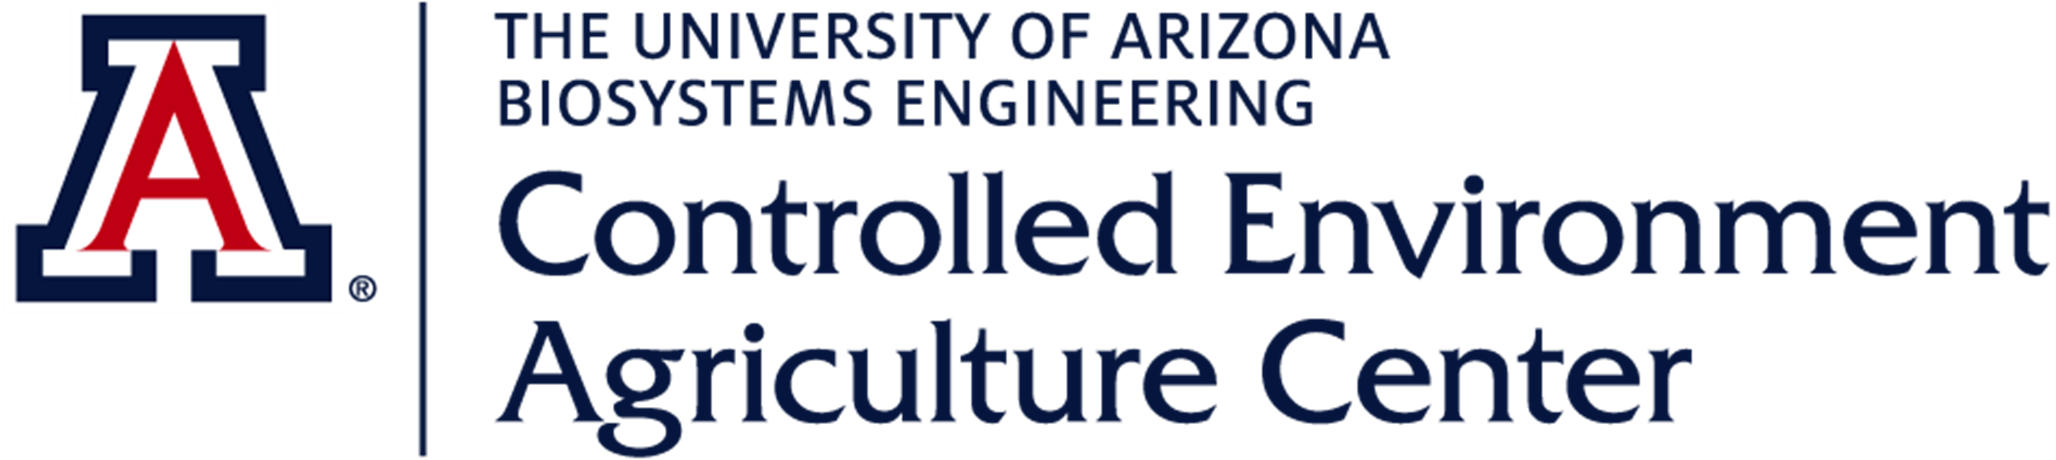 A®
THE UNIVERSITY OF ARIZONA
BIOSYSTEMS ENGINEERING
Controlled Environment
Agriculture Center